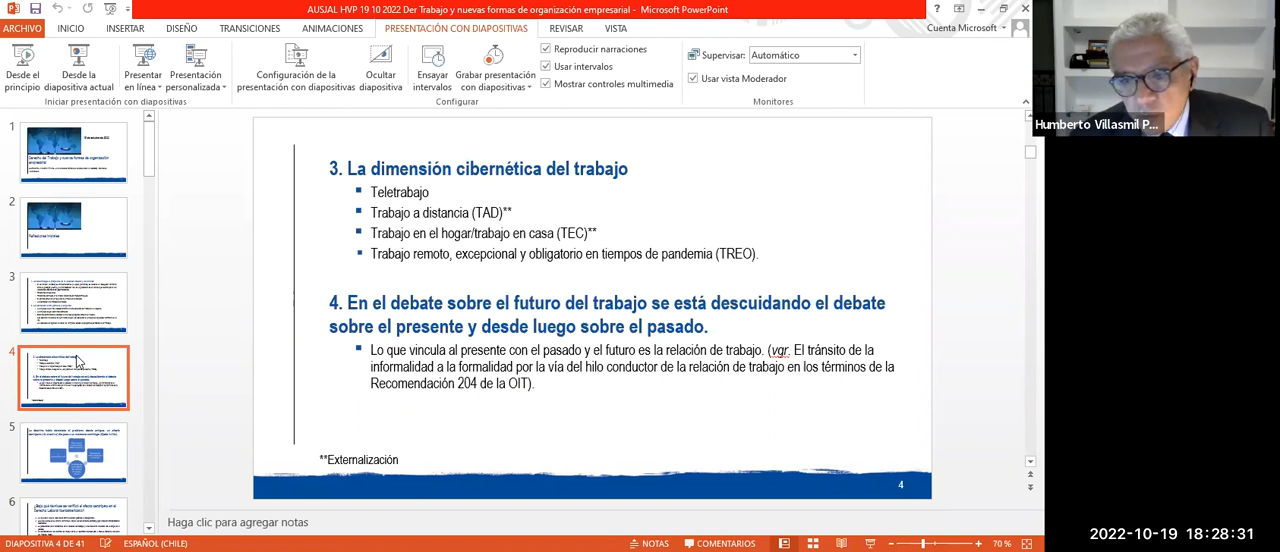 AUSJAL HVP 19 10 2022 Der Trabajo y nuevas formas de organización empresarial - Microsoft PowerPoint
ARCHIVO INICIO INSERTAR DISEÑO TRANSICIONES ANIMACIONES PRESENTACIÓN CON DIAPOSITIVAS REVISAR VISTA Cuenta Microsoft
Desde el principio
Desde la diapositiva actual
Presentar en línea
Presentación personalizada
Iniciar presentación con diapositivas
Configuración de la presentación con diapositivas
Ocultar diapositiva
Ensayar intervalos
Grabar presentación con diapositivas
Reproducir narraciones
Usar intervalos
Mostrar controles multimedia
Configurar
Supervisar: Automático
Usar vista Moderador
Monitores
Humberto Villasmil P...
1
2
3
4
5
6
3. La dimensión cibernética del trabajo
Teletrabajo
Trabajo a distancia (TAD)**
Trabajo en el hogar/trabajo en casa (TEC)**
Trabajo remoto, excepcional y obligatorio en tiempos de pandemia (TREO).
4. En el debate sobre el futuro del trabajo se está descuidando el debate
sobre el presente y desde luego sobre el pasado.
Lo que vincula al presente con el pasado y el futuro es la relación de trabajo. (vgr. El tránsito de la
informalidad a la formalidad por la vía del hilo conductor de la relación de trabajo en los términos de la
Recomendación 204 de la OIT).
**Externalización
4
Haga clic para agregar notas
DIAPOSITIVA 4 DE 41 ESPAÑOL (CHILE) NOTAS COMENTARIOS 70 %
2022-10-19 18:28:31